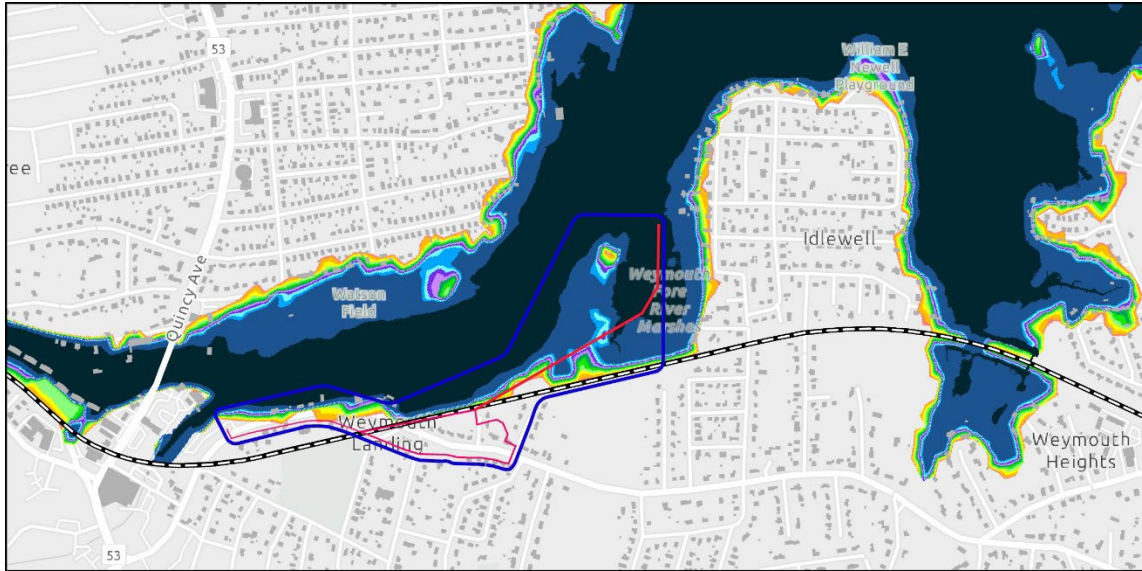 53
William E
Newell
Playground
ree
Idlewell
Quincy Ave
Watson
Field
Weymouth
Fore
River
Marshes
Weymouth
Landing
Weymouth
Heights
53